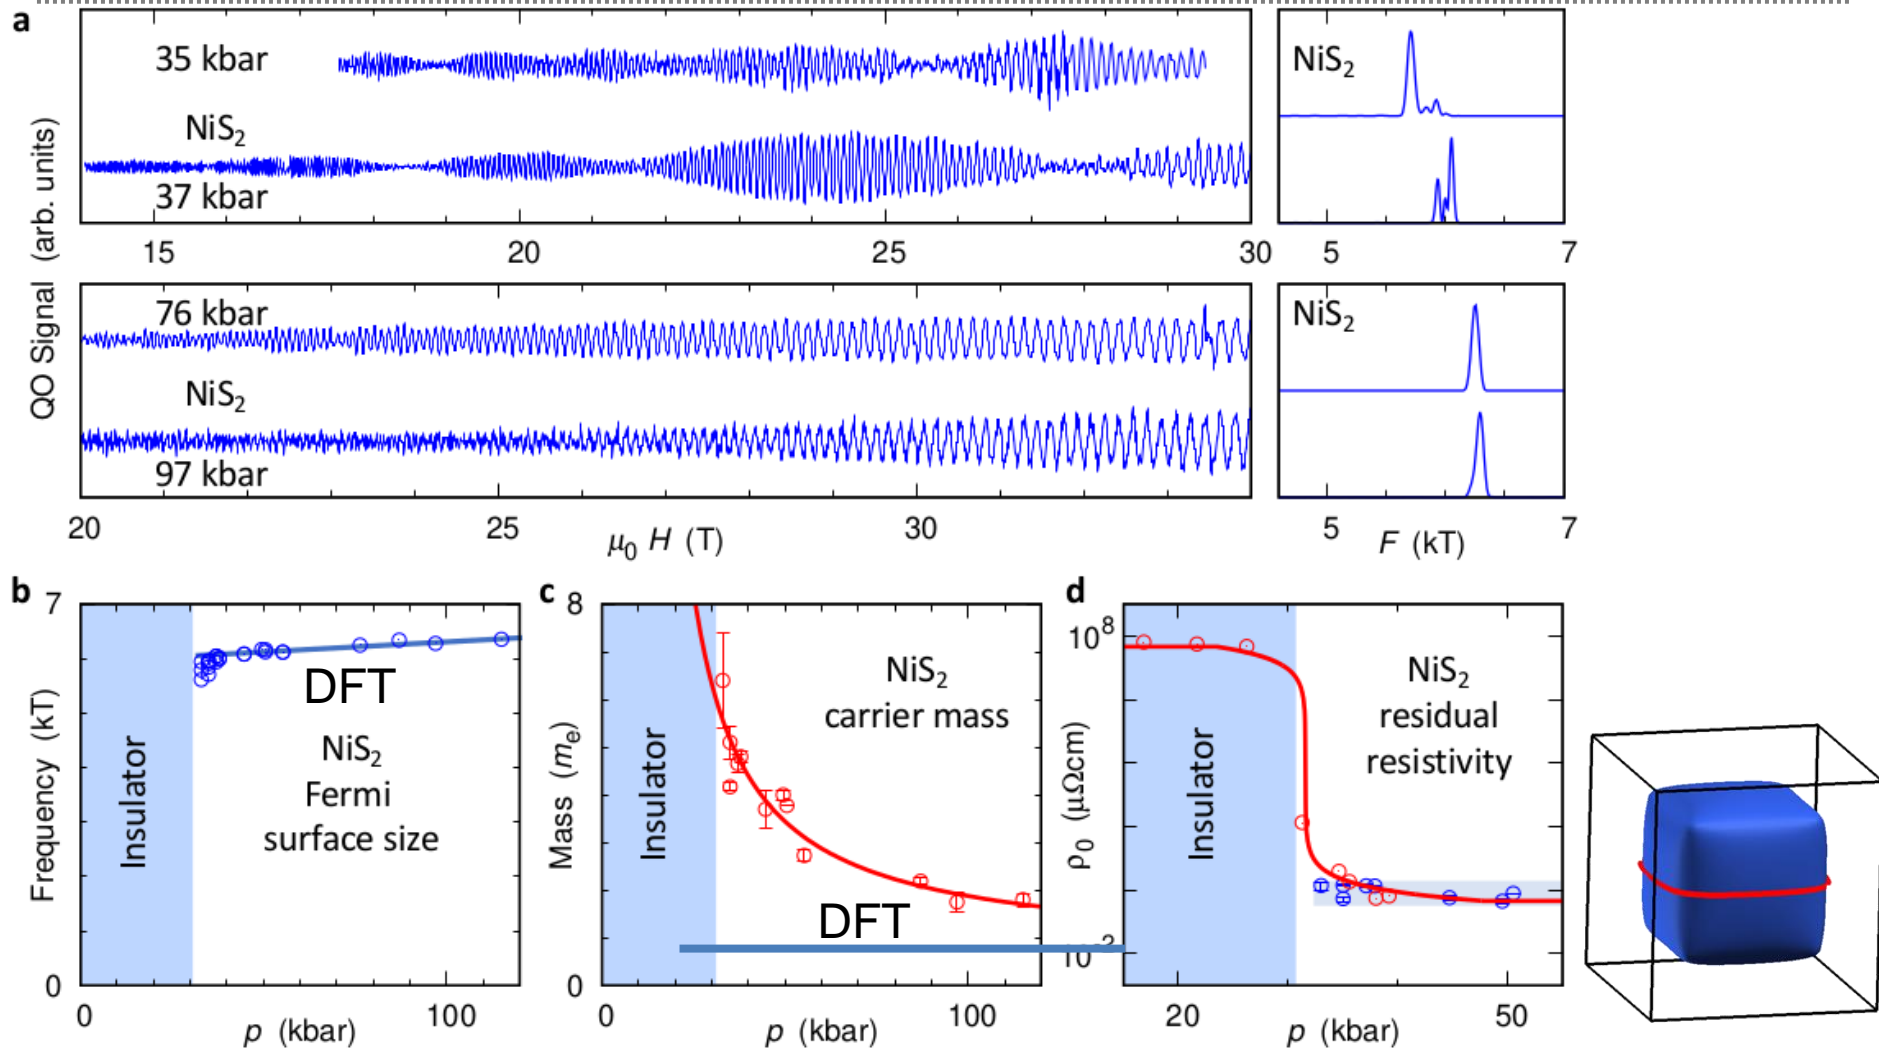 a
35 kbar
NiS₂
37 kbar
15 20 25 30
NiS₂
5 7
QO Signal (arb. units)
76 kbar
NiS₂
97 kbar
20 25 30
μ₀ H (T)
NiS₂
5 7
F (kT)
b
7
0
Frequency (kT)
Insulator
DFT
NiS₂
Fermi
surface size
0 100
p (kbar)
c
8
0
Mass (mₑ)
Insulator
NiS₂
carrier mass
DFT
0 100
p (kbar)
d
10⁸
10²
ρ₀ (μΩcm)
Insulator
NiS₂
residual
resistivity
20 50
p (kbar)